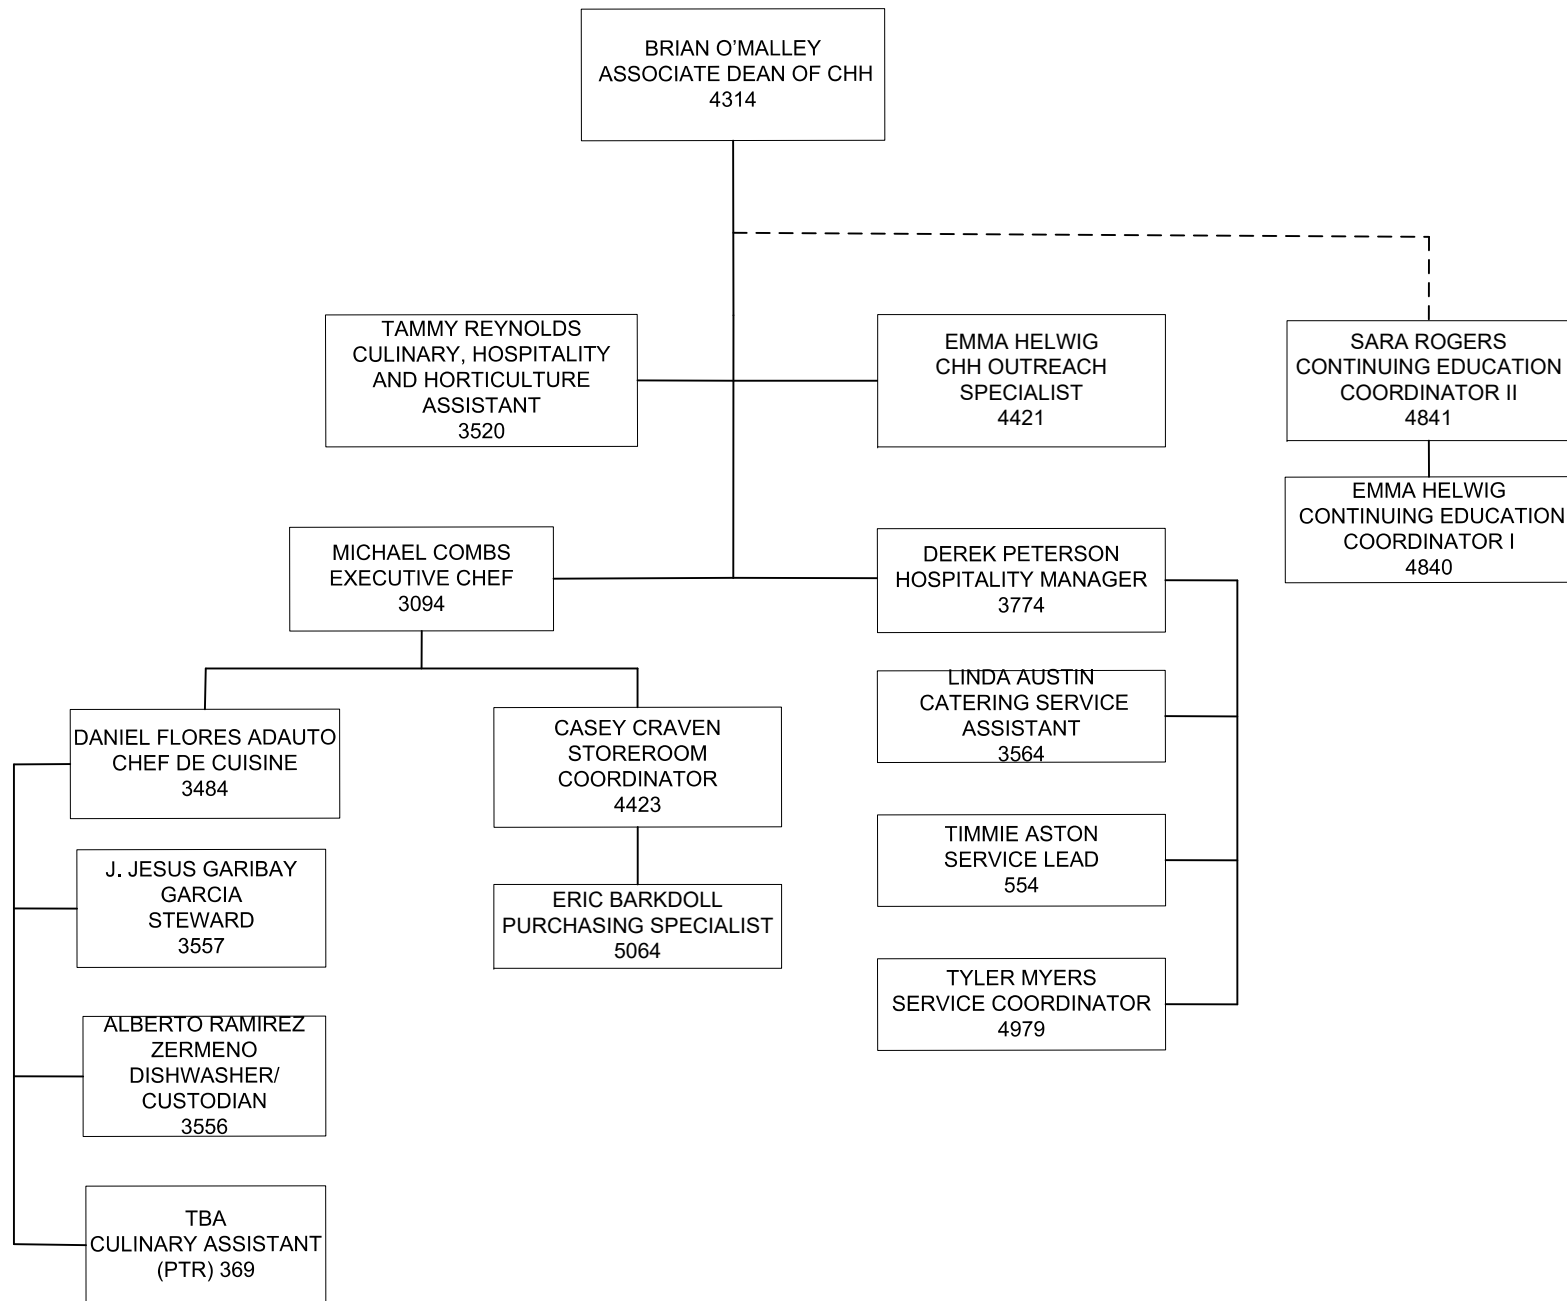 BRIAN O’MALLEY
ASSOCIATE DEAN OF CHH
4314
TAMMY REYNOLDS
CULINARY, HOSPITALITY
AND HORTICULTURE
ASSISTANT
3520
EMMA HELWIG
CHH OUTREACH
SPECIALIST
4421
SARA ROGERS
CONTINUING EDUCATION
COORDINATOR II
4841
EMMA HELWIG
CONTINUING EDUCATION
COORDINATOR I
4840
MICHAEL COMBS
EXECUTIVE CHEF
3094
DEREK PETERSON
HOSPITALITY MANAGER
3774
DANIEL FLORES ADAUTO
CHEF DE CUISINE
3484
CASEY CRAVEN
STOREROOM
COORDINATOR
4423
LINDA AUSTIN
CATERING SERVICE
ASSISTANT
3564
J. JESUS GARIBAY
GARCIA
STEWARD
3557
ERIC BARKDOLL
PURCHASING SPECIALIST
5064
TIMMIE ASTON
SERVICE LEAD
554
ALBERTO RAMIREZ
ZERMENO
DISHWASHER/
CUSTODIAN
3556
TYLER MYERS
SERVICE COORDINATOR
4979
TBA
CULINARY ASSISTANT
(PTR) 369